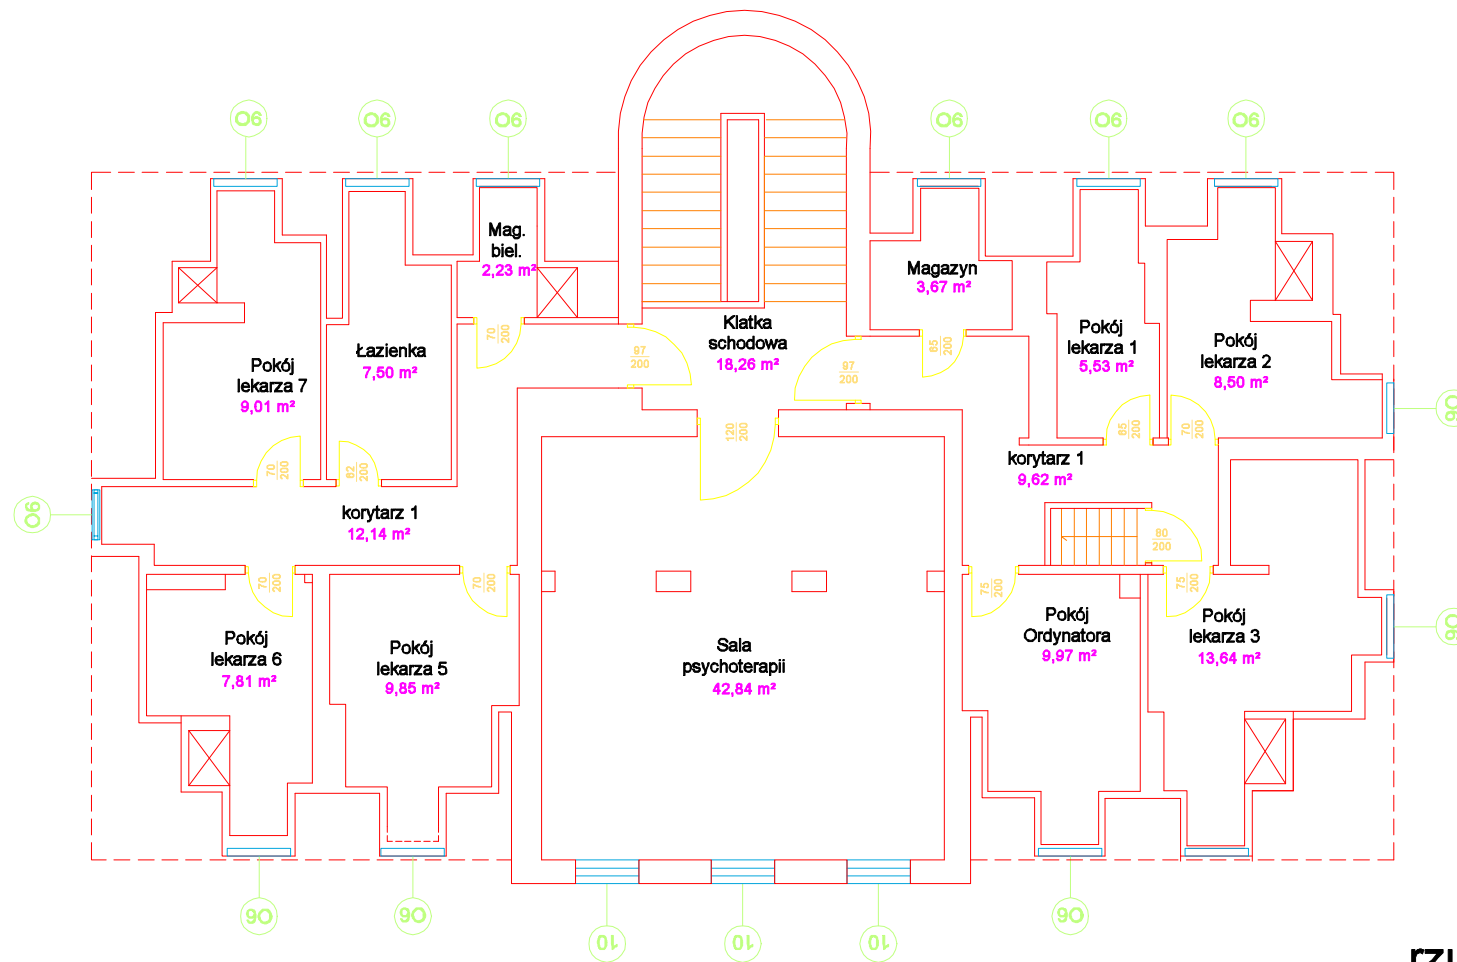 O6
O6
O6
O6
O6
O6
Mag.
biel.
2,23 m²
Magazyn
3,67 m²
Klatka
schodowa
18,26 m²
Pokój
lekarza 1
5,53 m²
Pokój
lekarza 2
8,50 m²
Łazienka
7,50 m²
Pokój
lekarza 7
9,01 m²
70
200
97
200
97
200
65
200
120
200
65
200
70
200
O6
70
200
82
200
korytarz 1
9,62 m²
korytarz 1
12,14 m²
O6
80
200
70
200
70
200
75
200
75
200
Pokój
lekarza 6
7,81 m²
Pokój
lekarza 5
9,85 m²
Sala
psychoterapii
42,84 m²
Pokój
Ordynatora
9,97 m²
Pokój
lekarza 3
13,64 m²
O6
O6
O6
O6
10
10
10